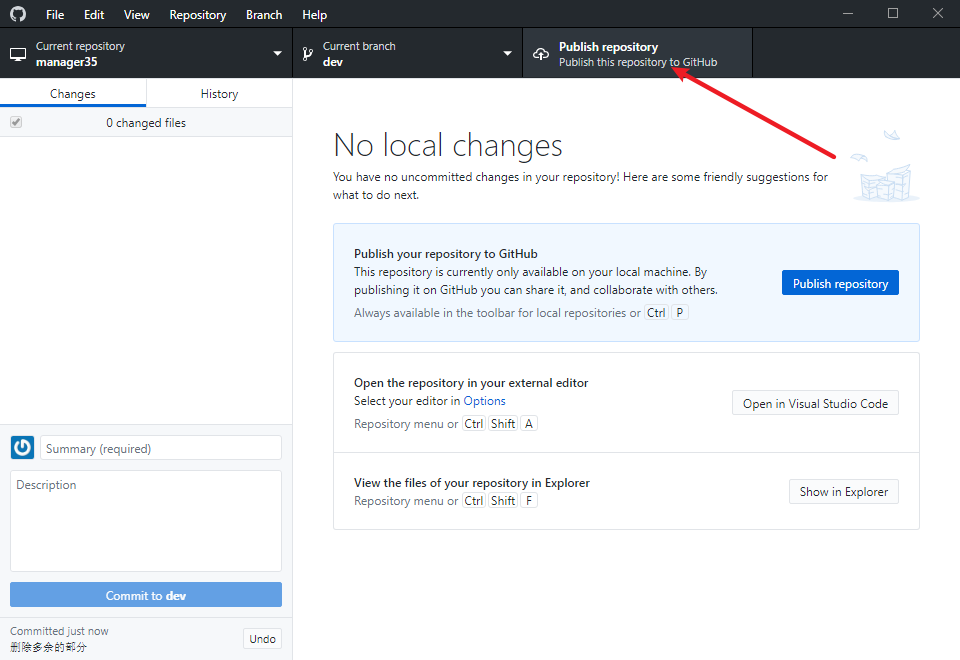 File Edit View Repository Branch Help
Current repository
manager35
Current branch
dev
Publish repository
Publish this repository to GitHub
Changes History
0 changed files
No local changes
You have no uncommitted changes in your repository! Here are some friendly suggestions for
what to do next.
Publish your repository to GitHub
This repository is currently only available on your local machine. By
publishing it on GitHub you can share it, and collaborate with others.
Always available in the toolbar for local repositories or Ctrl P
Publish repository
Open the repository in your external editor
Select your editor in Options
Repository menu or Ctrl Shift A
Open in Visual Studio Code
View the files of your repository in Explorer
Repository menu or Ctrl Shift F
Show in Explorer
Summary (required)
Description
Commit to dev
Committed just now
删除多余的部分
Undo